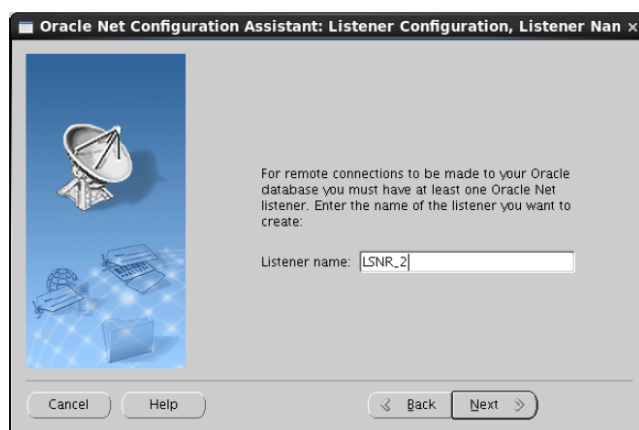 Oracle Net Configuration Assistant: Listener Configuration, Listener Nan
For remote connections to be made to your Oracle
database you must have at least one Oracle Net
listener. Enter the name of the listener you want to
create:
Listener name: LSNR_2
Cancel Help Back Next